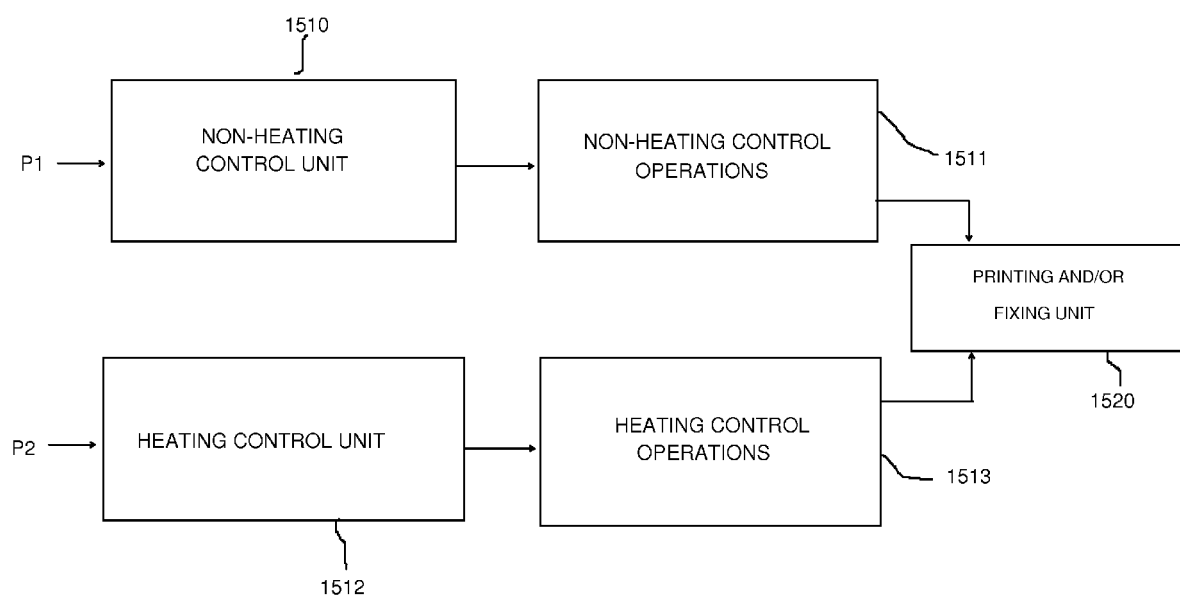 1510
NON-HEATING
CONTROL UNIT
NON-HEATING CONTROL
OPERATIONS
P1
1511
PRINTING AND/OR
FIXING UNIT
1520
P2
HEATING CONTROL UNIT
HEATING CONTROL
OPERATIONS
1513
1512